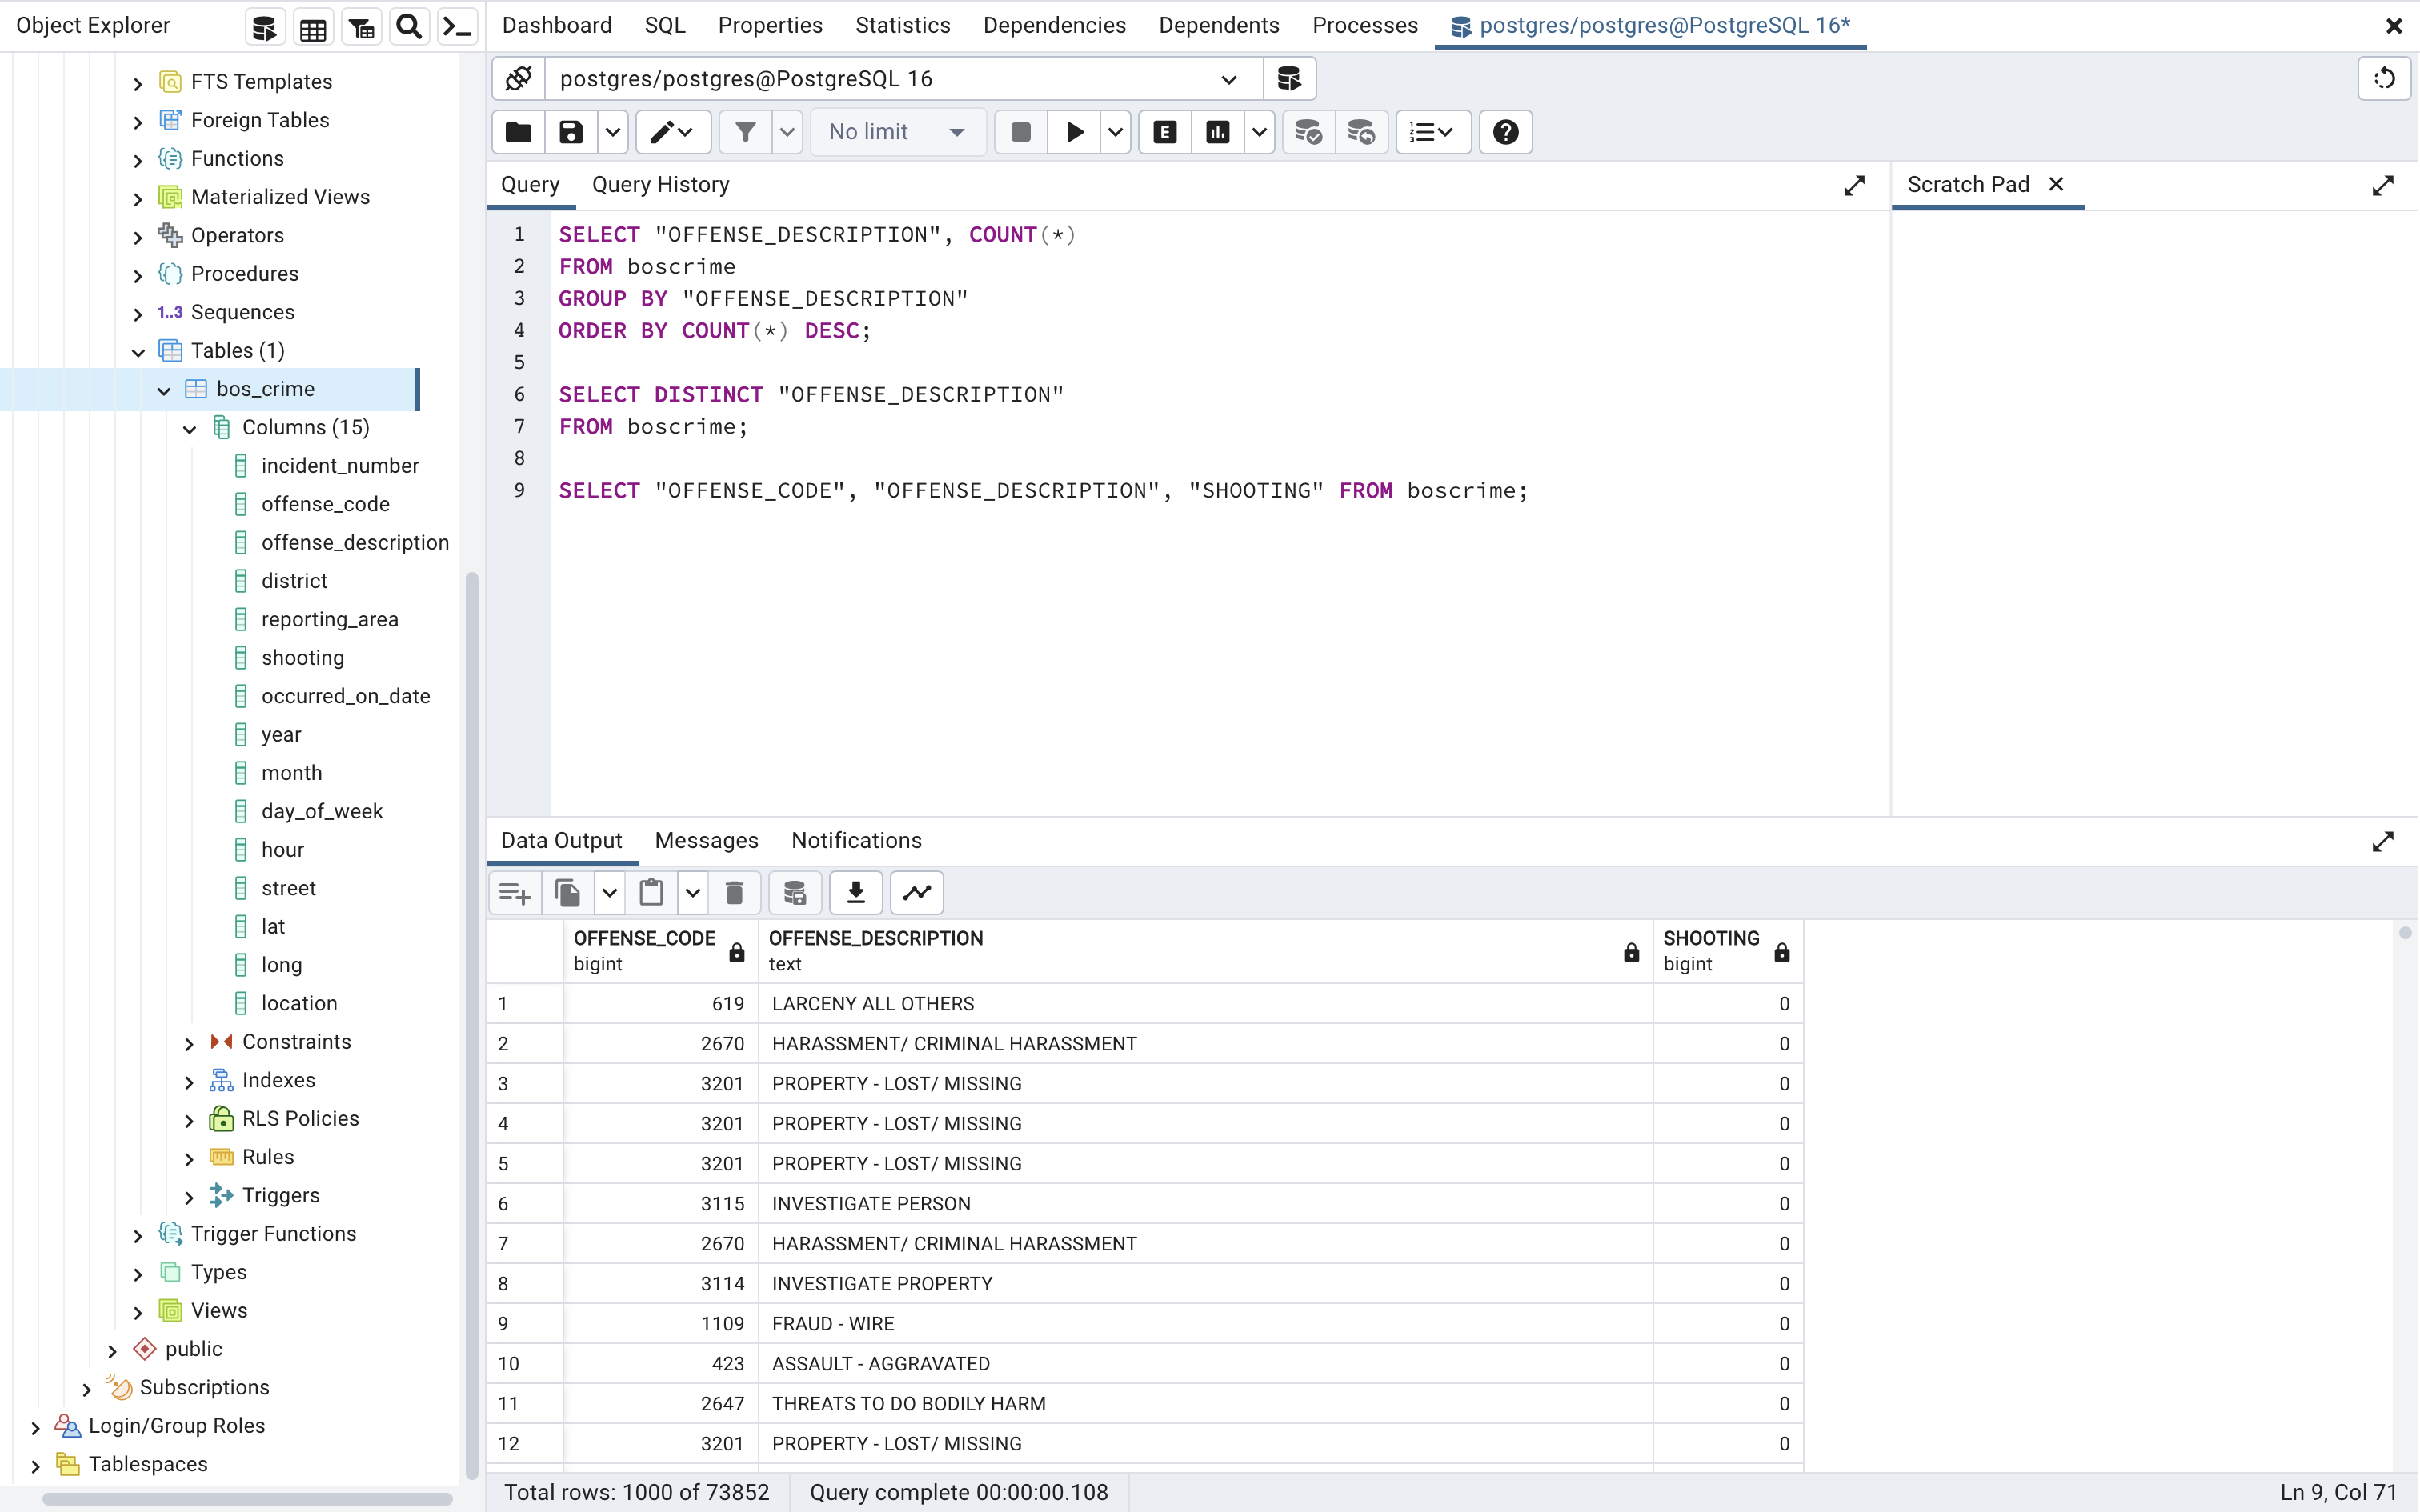 Object Explorer
FTS Templates
Foreign Tables
Functions
Materialized Views
Operators
Procedures
1..3 Sequences
Tables (1)
bos_crime
Columns (15)
incident_number
offense_code
offense_description
district
reporting_area
shooting
occurred_on_date
year
month
day_of_week
hour
street
lat
long
location
Constraints
Indexes
RLS Policies
Rules
Triggers
Trigger Functions
Types
Views
public
Subscriptions
Login/Group Roles
Tablespaces
Dashboard SQL Properties Statistics Dependencies Dependents Processes postgres/postgres@PostgreSQL 16*
postgres/postgres@PostgreSQL 16
No limit E
Query Query History
Scratch Pad
1 SELECT "OFFENSE_DESCRIPTION", COUNT(*)
2 FROM boscrime
3 GROUP BY "OFFENSE_DESCRIPTION"
4 ORDER BY COUNT(*) DESC;
5
6 SELECT DISTINCT "OFFENSE_DESCRIPTION"
7 FROM boscrime;
8
9 SELECT "OFFENSE_CODE", "OFFENSE_DESCRIPTION", "SHOOTING" FROM boscrime;
Data Output Messages Notifications
OFFENSE_CODE OFFENSE_DESCRIPTION SHOOTING
bigint text bigint
1 619 LARCENY ALL OTHERS 0
2 2670 HARASSMENT/ CRIMINAL HARASSMENT 0
3 3201 PROPERTY - LOST/ MISSING 0
4 3201 PROPERTY - LOST/ MISSING 0
5 3201 PROPERTY - LOST/ MISSING 0
6 3115 INVESTIGATE PERSON 0
7 2670 HARASSMENT/ CRIMINAL HARASSMENT 0
8 3114 INVESTIGATE PROPERTY 0
9 1109 FRAUD - WIRE 0
10 423 ASSAULT - AGGRAVATED 0
11 2647 THREATS TO DO BODILY HARM 0
12 3201 PROPERTY - LOST/ MISSING 0
Total rows: 1000 of 73852 Query complete 00:00:00.108 Ln 9, Col 71